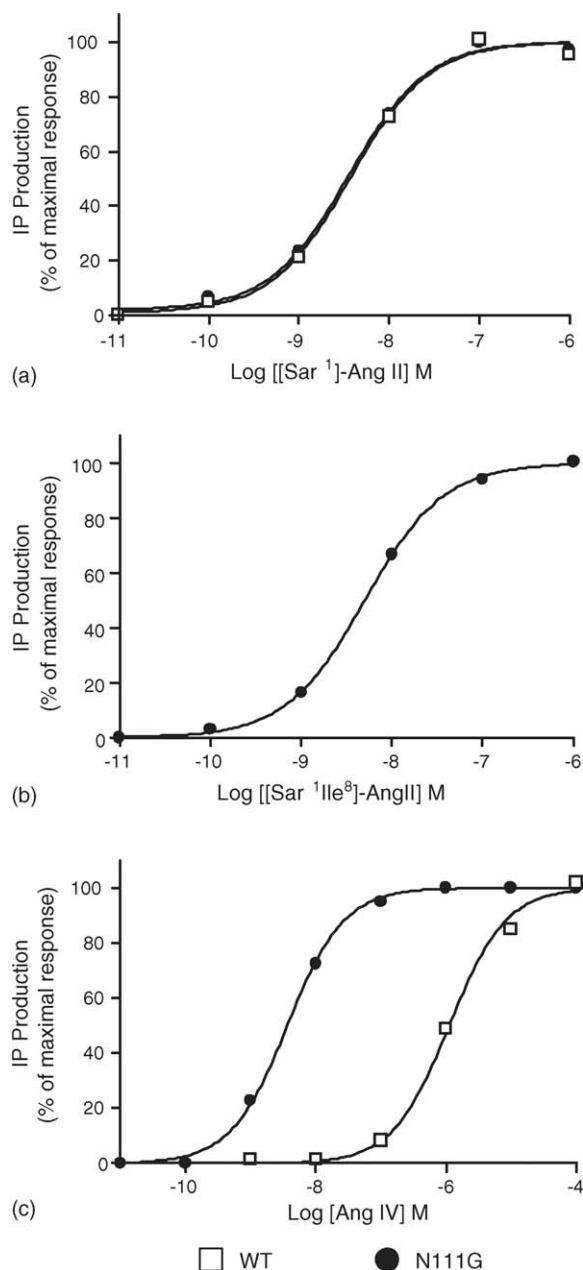 IP Production
(% of maximal response)
100
80
60
40
20
0
-11 -10 -9 -8 -7 -6
Log [[Sar ¹]-Ang II] M
(a)
IP Production
(% of maximal response)
100
80
60
40
20
0
-11 -10 -9 -8 -7 -6
Log [[Sar ¹Ile⁸]-AngII] M
(b)
IP Production
(% of maximal response)
100
80
60
40
20
0
-10 -8 -6 -4
Log [Ang IV] M
(c)
WT N111G